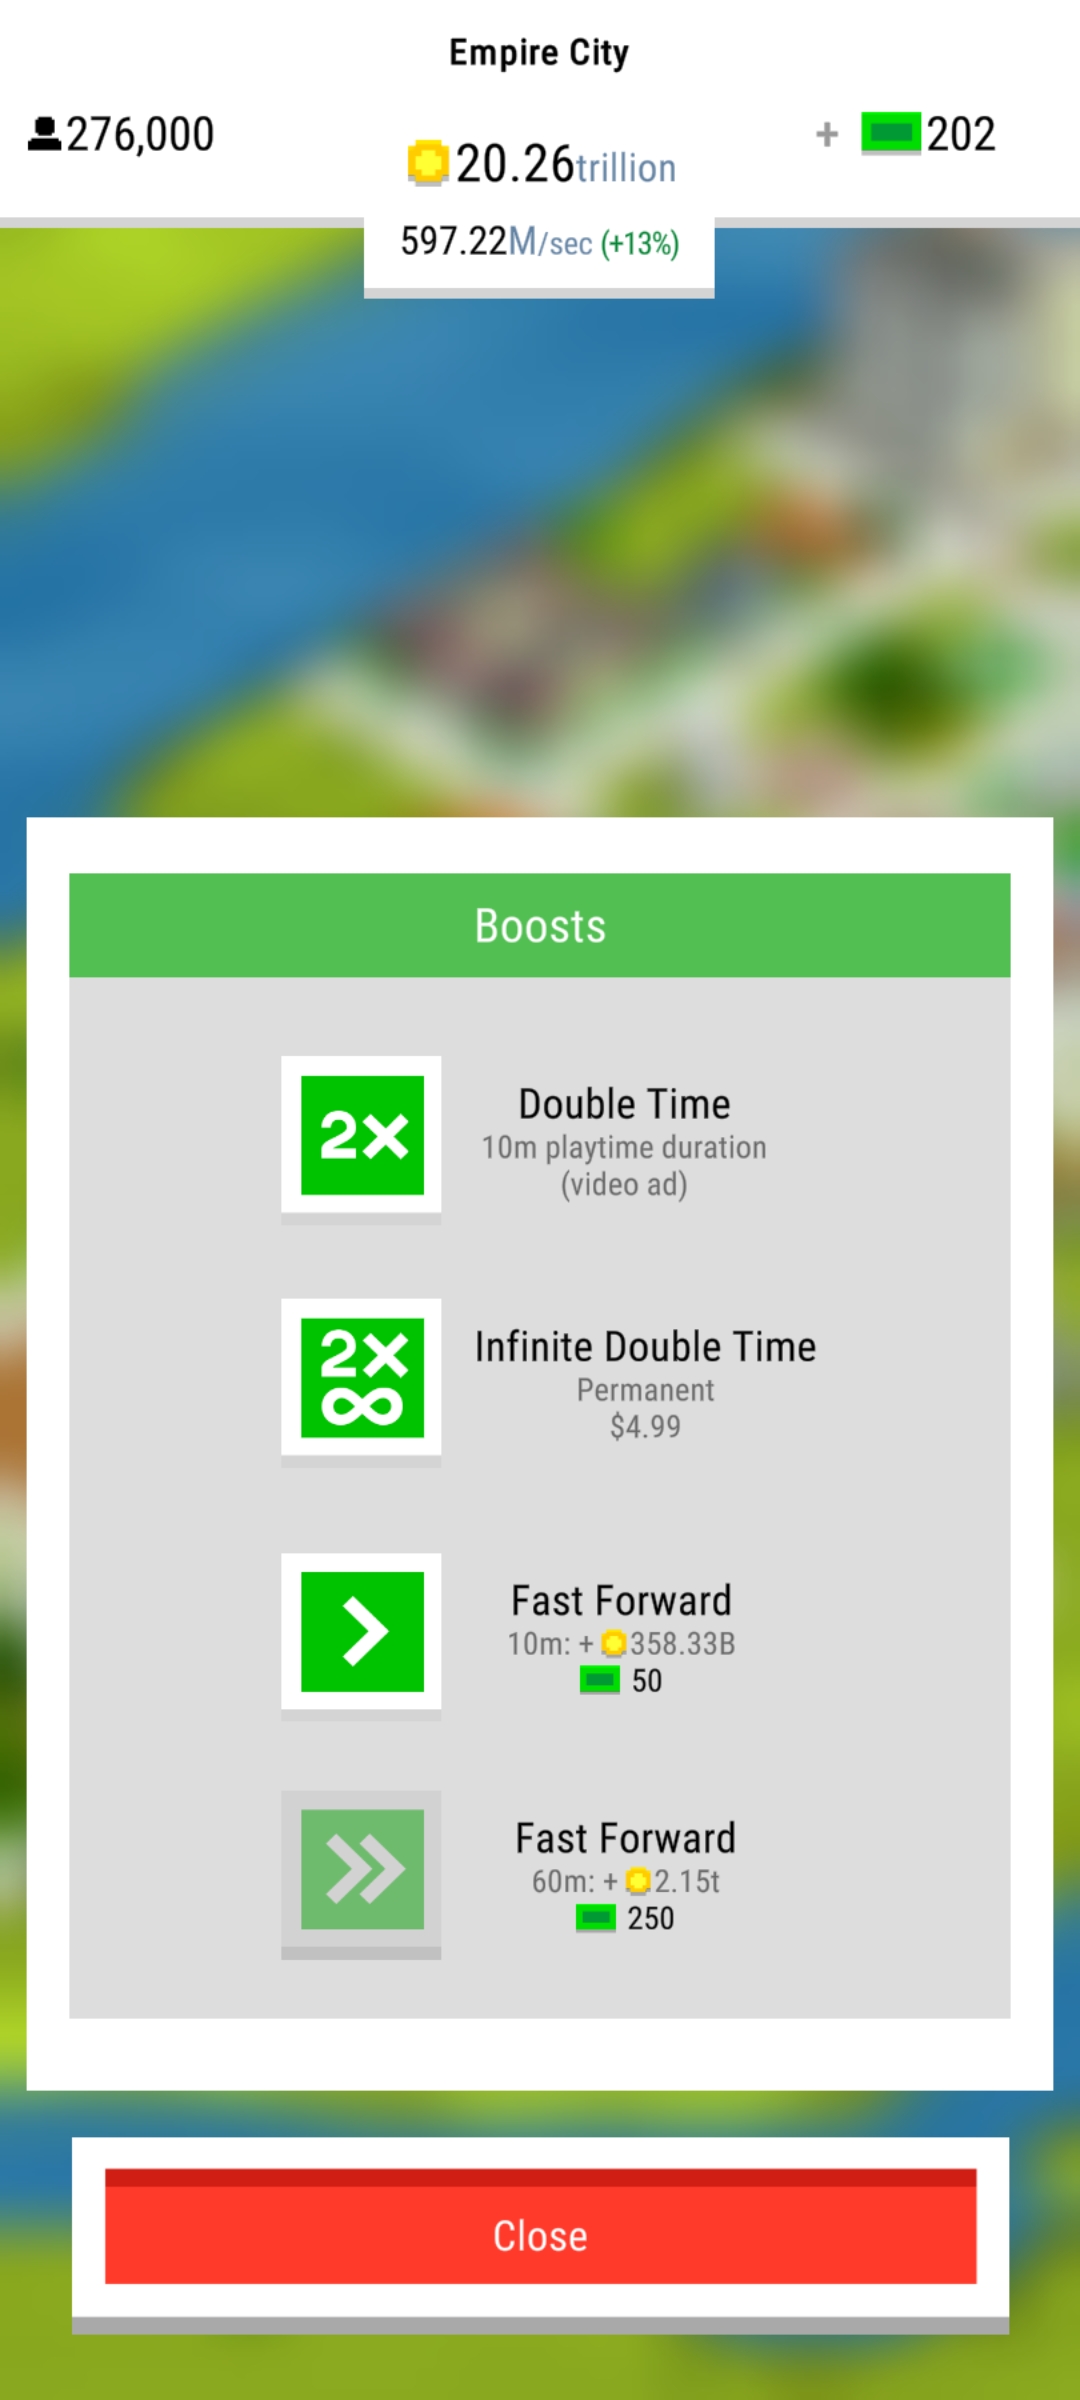 Empire City
276,000
20.26trillion
+ 202
597.22M/sec (+13%)
Boosts
2×
Double Time
10m playtime duration
(video ad)
2×
∞
Infinite Double Time
Permanent
$4.99
Fast Forward
10m: + 358.33B
50
Fast Forward
60m: + 2.15t
250
Close